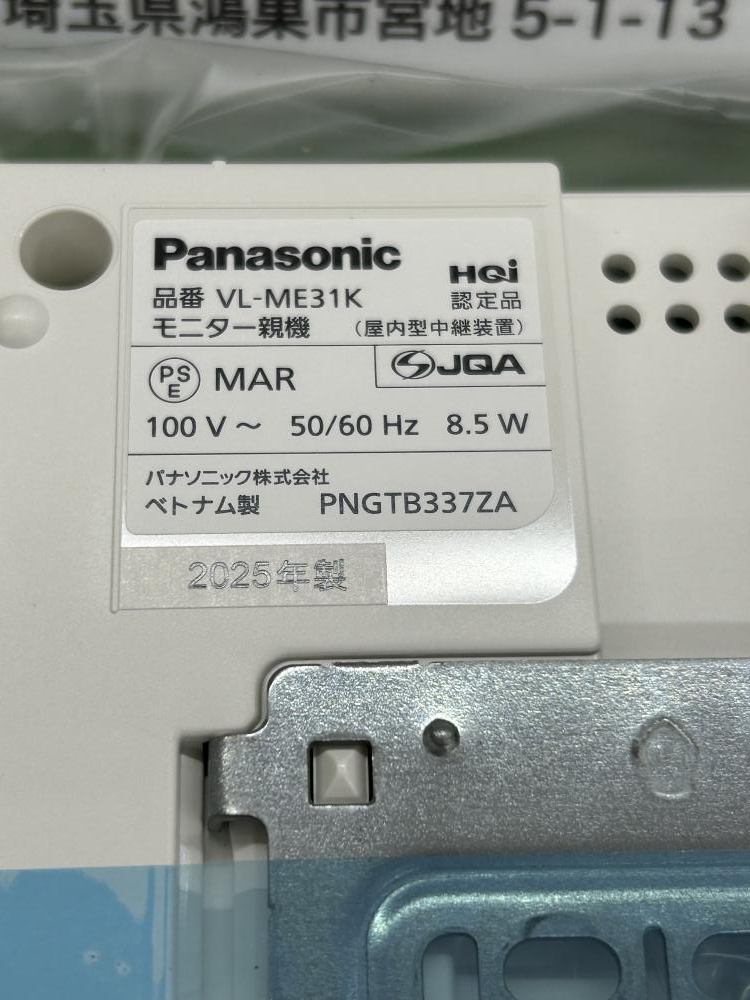 埼玉県鴻巣市宮地 5-1-13
Panasonic
HQi
品番 VL-ME31K
認定品
モニター親機 (屋内型中継装置)
PSE MAR
JQA
100 V～ 50/60 Hz 8.5 W
パナソニック株式会社
ベトナム製 PNGTB337ZA
2025年製